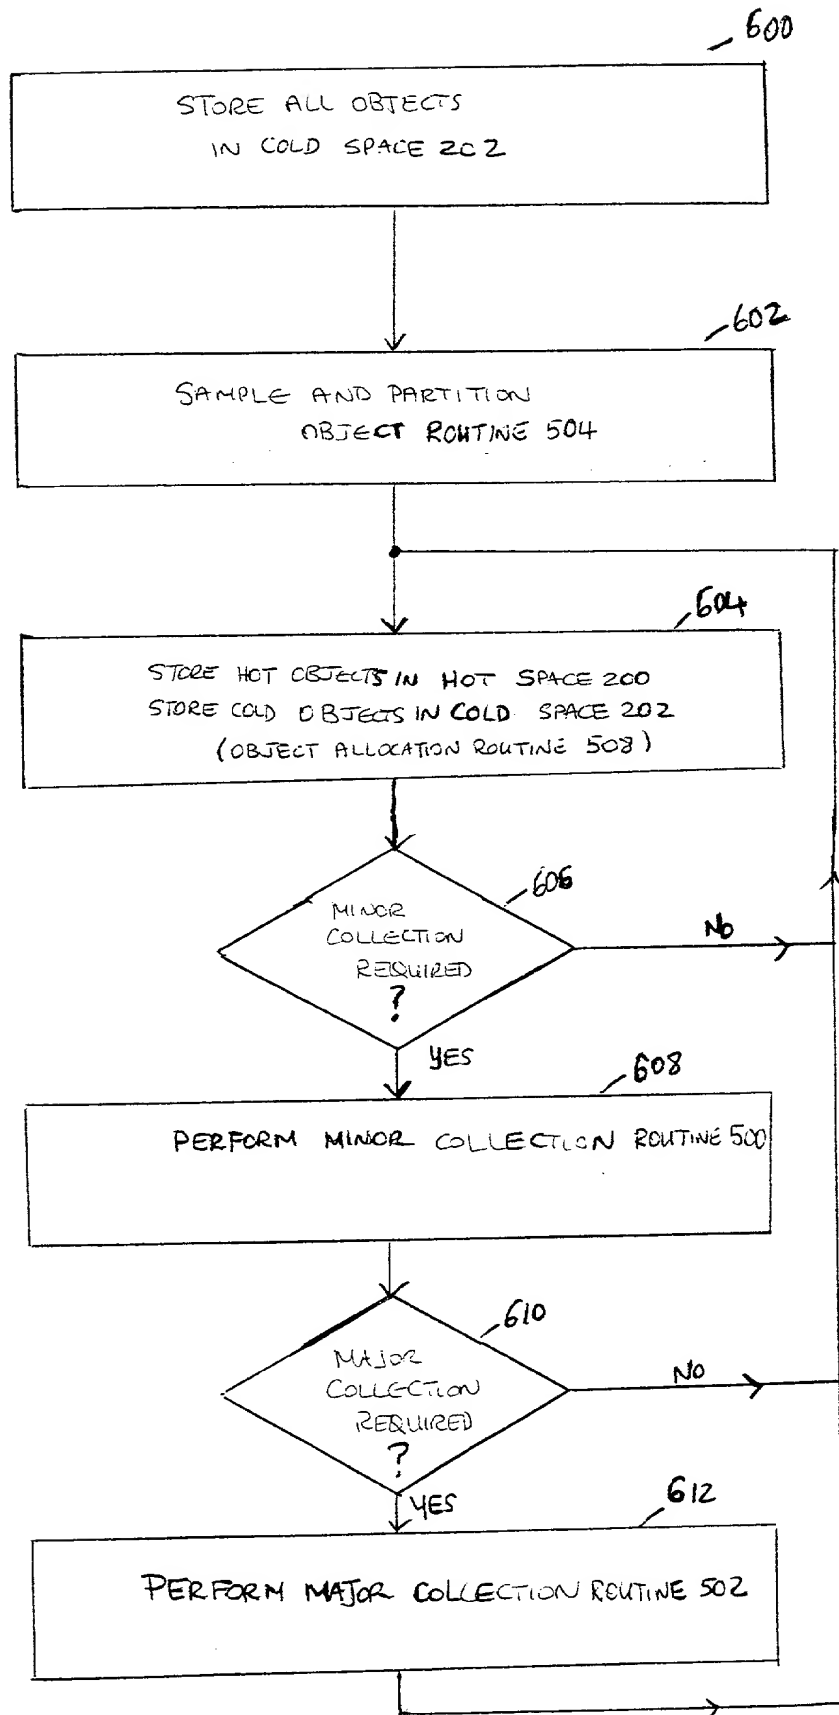 600
STORE ALL OBJECTS
IN COLD SPACE 202
602
SAMPLE AND PARTITION
OBJECT ROUTINE 504
604
STORE HOT OBJECTS IN HOT SPACE 200
STORE COLD OBJECTS IN COLD SPACE 202
(OBJECT ALLOCATION ROUTINE 508)
606
MINOR
COLLECTION
REQUIRED
?
NO
YES
608
PERFORM MINOR COLLECTION ROUTINE 500
610
MAJOR
COLLECTION
REQUIRED
?
NO
YES
612
PERFORM MAJOR COLLECTION ROUTINE 502